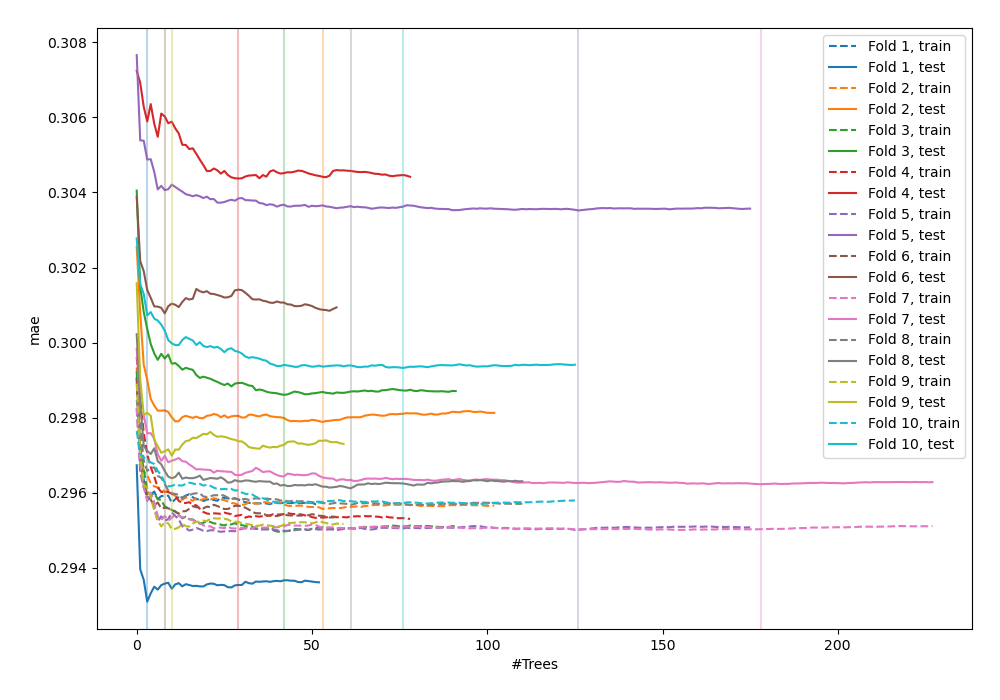 0.308
0.306
0.304
0.302
0.300
0.298
0.296
0.294
mae
0
50
100
150
200
#Trees
Fold 1, train
Fold 1, test
Fold 2, train
Fold 2, test
Fold 3, train
Fold 3, test
Fold 4, train
Fold 4, test
Fold 5, train
Fold 5, test
Fold 6, train
Fold 6, test
Fold 7, train
Fold 7, test
Fold 8, train
Fold 8, test
Fold 9, train
Fold 9, test
Fold 10, train
Fold 10, test